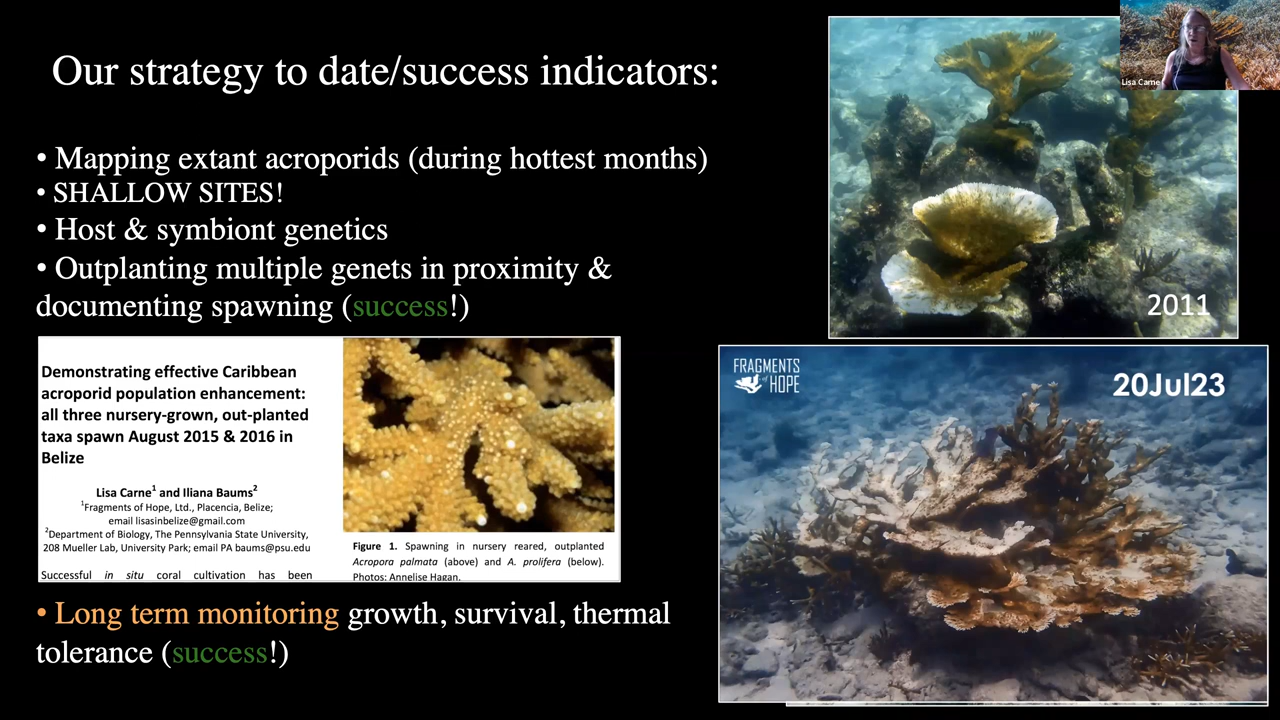 Our strategy to date/success indicators:
• Mapping extant acroporids (during hottest months)
• SHALLOW SITES!
• Host & symbiont genetics
• Outplanting multiple genets in proximity &
documenting spawning (success!)
Demonstrating effective Caribbean
acroporid population enhancement:
all three nursery-grown, out-planted
taxa spawn August 2015 & 2016 in
Belize
Lisa Carne1 and Iliana Baums2
1Fragments of Hope, Ltd., Placencia, Belize;
email lisasinbelize@gmail.com
2Department of Biology, The Pennsylvania State University,
208 Mueller Lab, University Park; email PA baums@psu.edu
Successful in situ coral cultivation has been
Figure 1. Spawning in nursery reared, outplanted
Acropora palmata (above) and A. prolifera (below).
Photos: Annelise Hagan.
• Long term monitoring growth, survival, thermal
tolerance (success!)
Lisa Carne
2011
FRAGMENTS
of HOPE
20Jul23